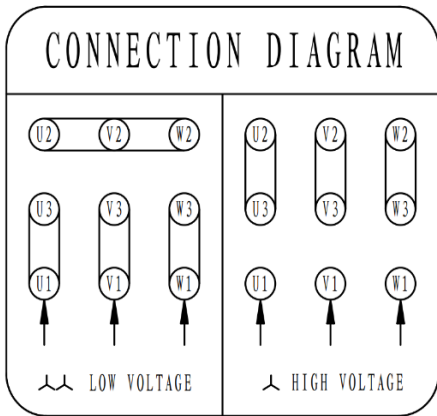 CONNECTION DIAGRAM
U2 V2 W2
U3 V3 W3
U1 V1 W1
LOW VOLTAGE
U2 V2 W2
U3 V3 W3
U1 V1 W1
HIGH VOLTAGE